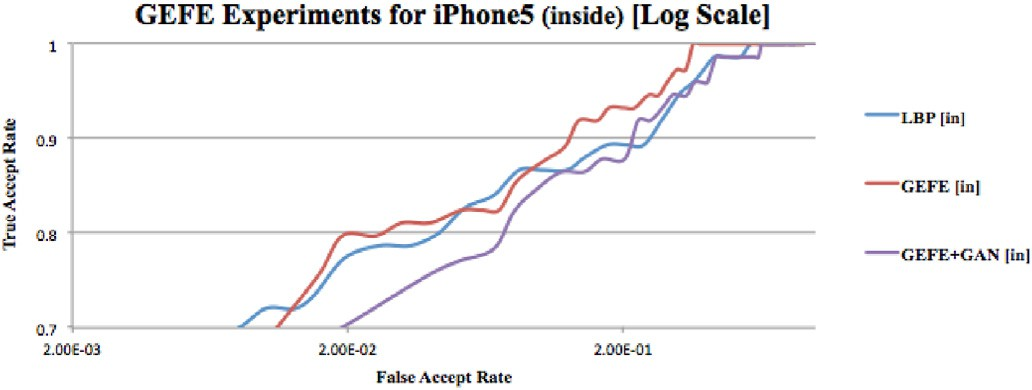 GEFE Experiments for iPhone5 (inside) [Log Scale]
True Accept Rate
1
0.9
0.8
0.7
2.00E-03
2.00E-02
2.00E-01
False Accept Rate
LBP [in]
GEFE [in]
GEFE+GAN [in]